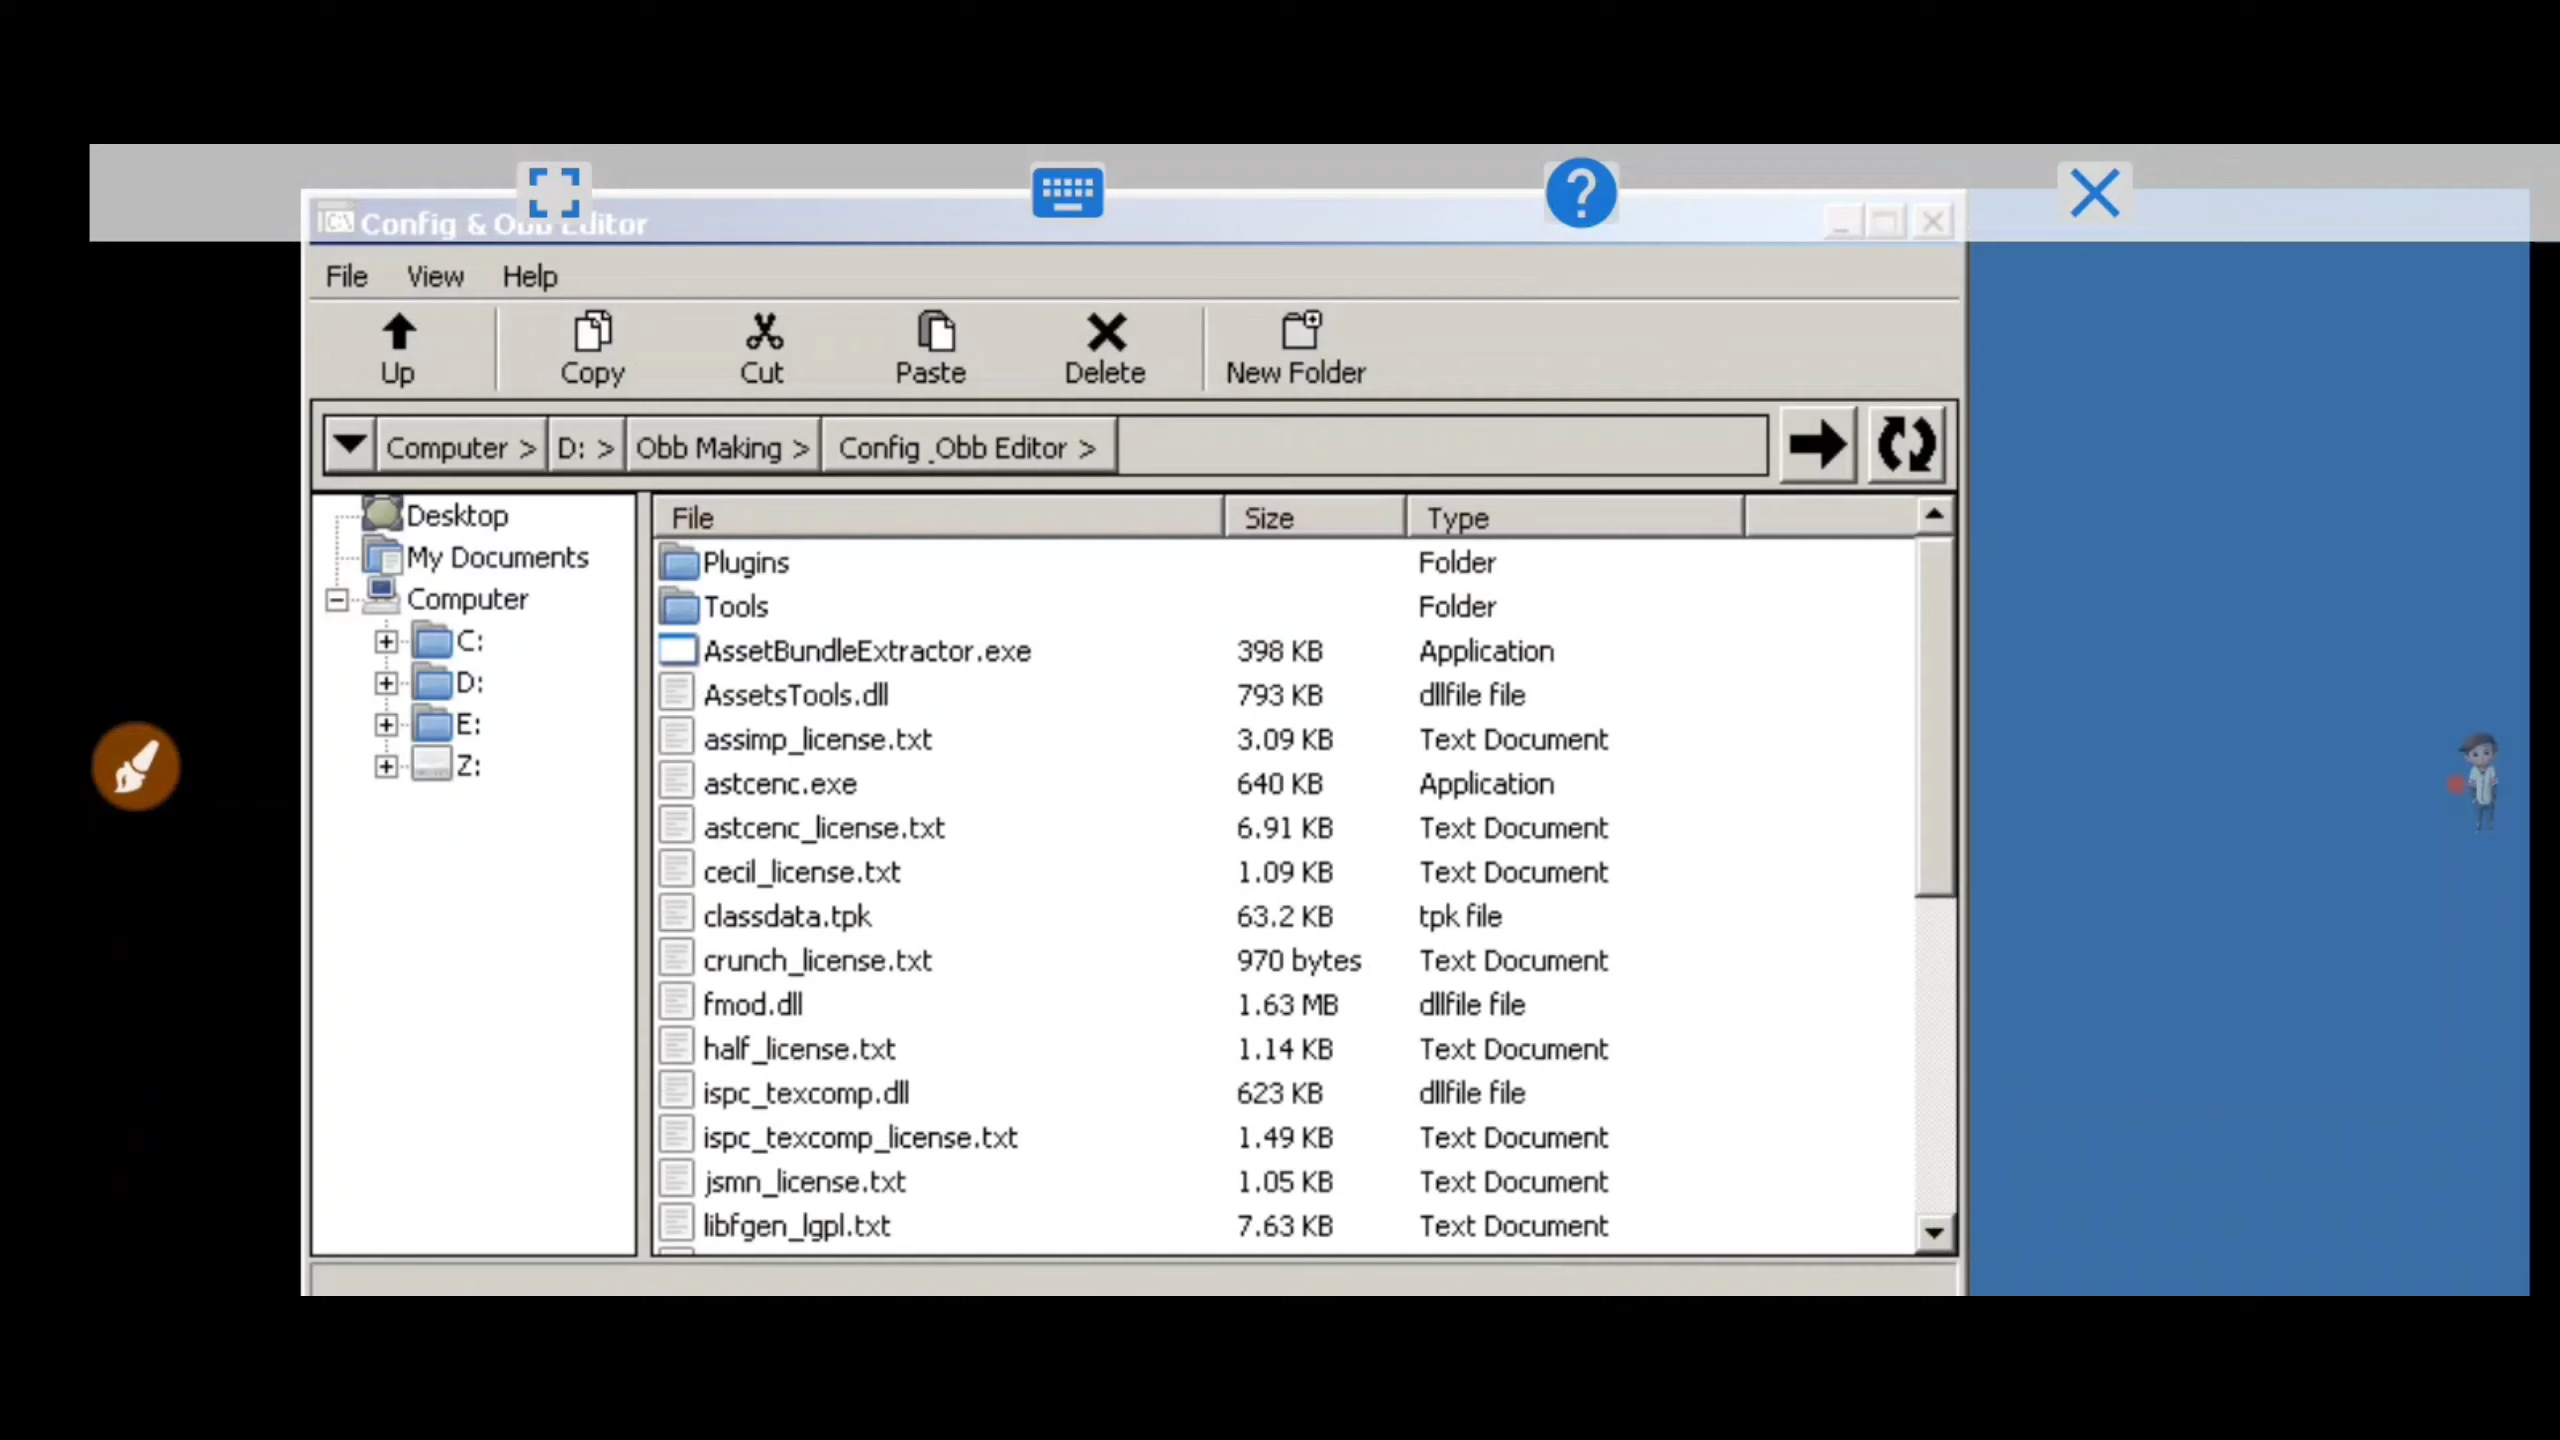 Config & Obb Editor
File View Help
Up Copy Cut Paste Delete New Folder
Computer > D: > Obb Making > Config _Obb Editor >
Desktop
My Documents
Computer
C:
D:
E:
Z:
File Size Type
Plugins Folder
Tools Folder
AssetBundleExtractor.exe 398 KB Application
AssetsTools.dll 793 KB dllfile file
assimp_license.txt 3.09 KB Text Document
astcenc.exe 640 KB Application
astcenc_license.txt 6.91 KB Text Document
cecil_license.txt 1.09 KB Text Document
classdata.tpk 63.2 KB tpk file
crunch_license.txt 970 bytes Text Document
fmod.dll 1.63 MB dllfile file
half_license.txt 1.14 KB Text Document
ispc_texcomp.dll 623 KB dllfile file
ispc_texcomp_license.txt 1.49 KB Text Document
jsmn_license.txt 1.05 KB Text Document
libfgen_lgpl.txt 7.63 KB Text Document